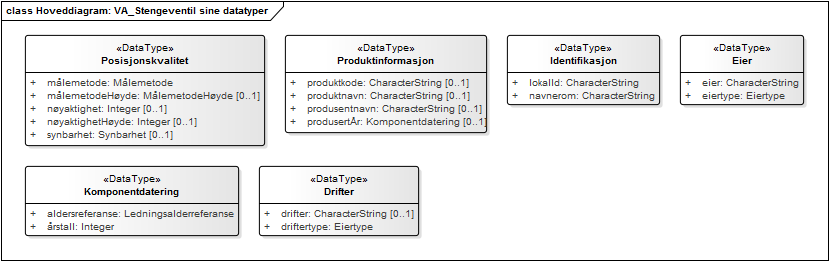 class Hoveddiagram: VA_Stengeventil sine datatyper
«DataType»
Posisjonskvalitet
+ målemetode: Målemetode
+ målemetodeHøyde: MålemetodeHøyde [0..1]
+ nøyaktighet: Integer [0..1]
+ nøyaktighetHøyde: Integer [0..1]
+ synbarhet: Synbarhet [0..1]
«DataType»
Produktinformasjon
+ produktkode: CharacterString [0..1]
+ produktnavn: CharacterString [0..1]
+ produsentnavn: CharacterString [0..1]
+ produsertÅr: Komponentdatering [0..1]
«DataType»
Identifikasjon
+ lokalId: CharacterString
+ navnerom: CharacterString
«DataType»
Eier
+ eier: CharacterString
+ eiertype: Eiertype
«DataType»
Komponentdatering
+ aldersreferanse: Ledningsalderreferanse
+ årstall: Integer
«DataType»
Drifter
+ drifter: CharacterString [0..1]
+ driftertype: Eiertype